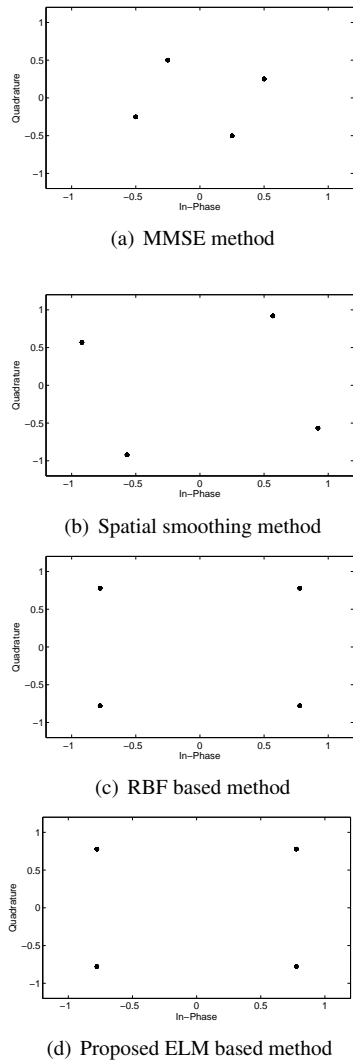 1
0.5
0
−0.5
−1
Quadrature
−1 −0.5 0 0.5 1
In-Phase
(a) MMSE method
1
0.5
0
−0.5
−1
Quadrature
−1 −0.5 0 0.5 1
In-Phase
(b) Spatial smoothing method
1
0.5
0
−0.5
−1
Quadrature
−1 −0.5 0 0.5 1
In-Phase
(c) RBF based method
1
0.5
0
−0.5
−1
Quadrature
−1 −0.5 0 0.5 1
In-Phase
(d) Proposed ELM based method